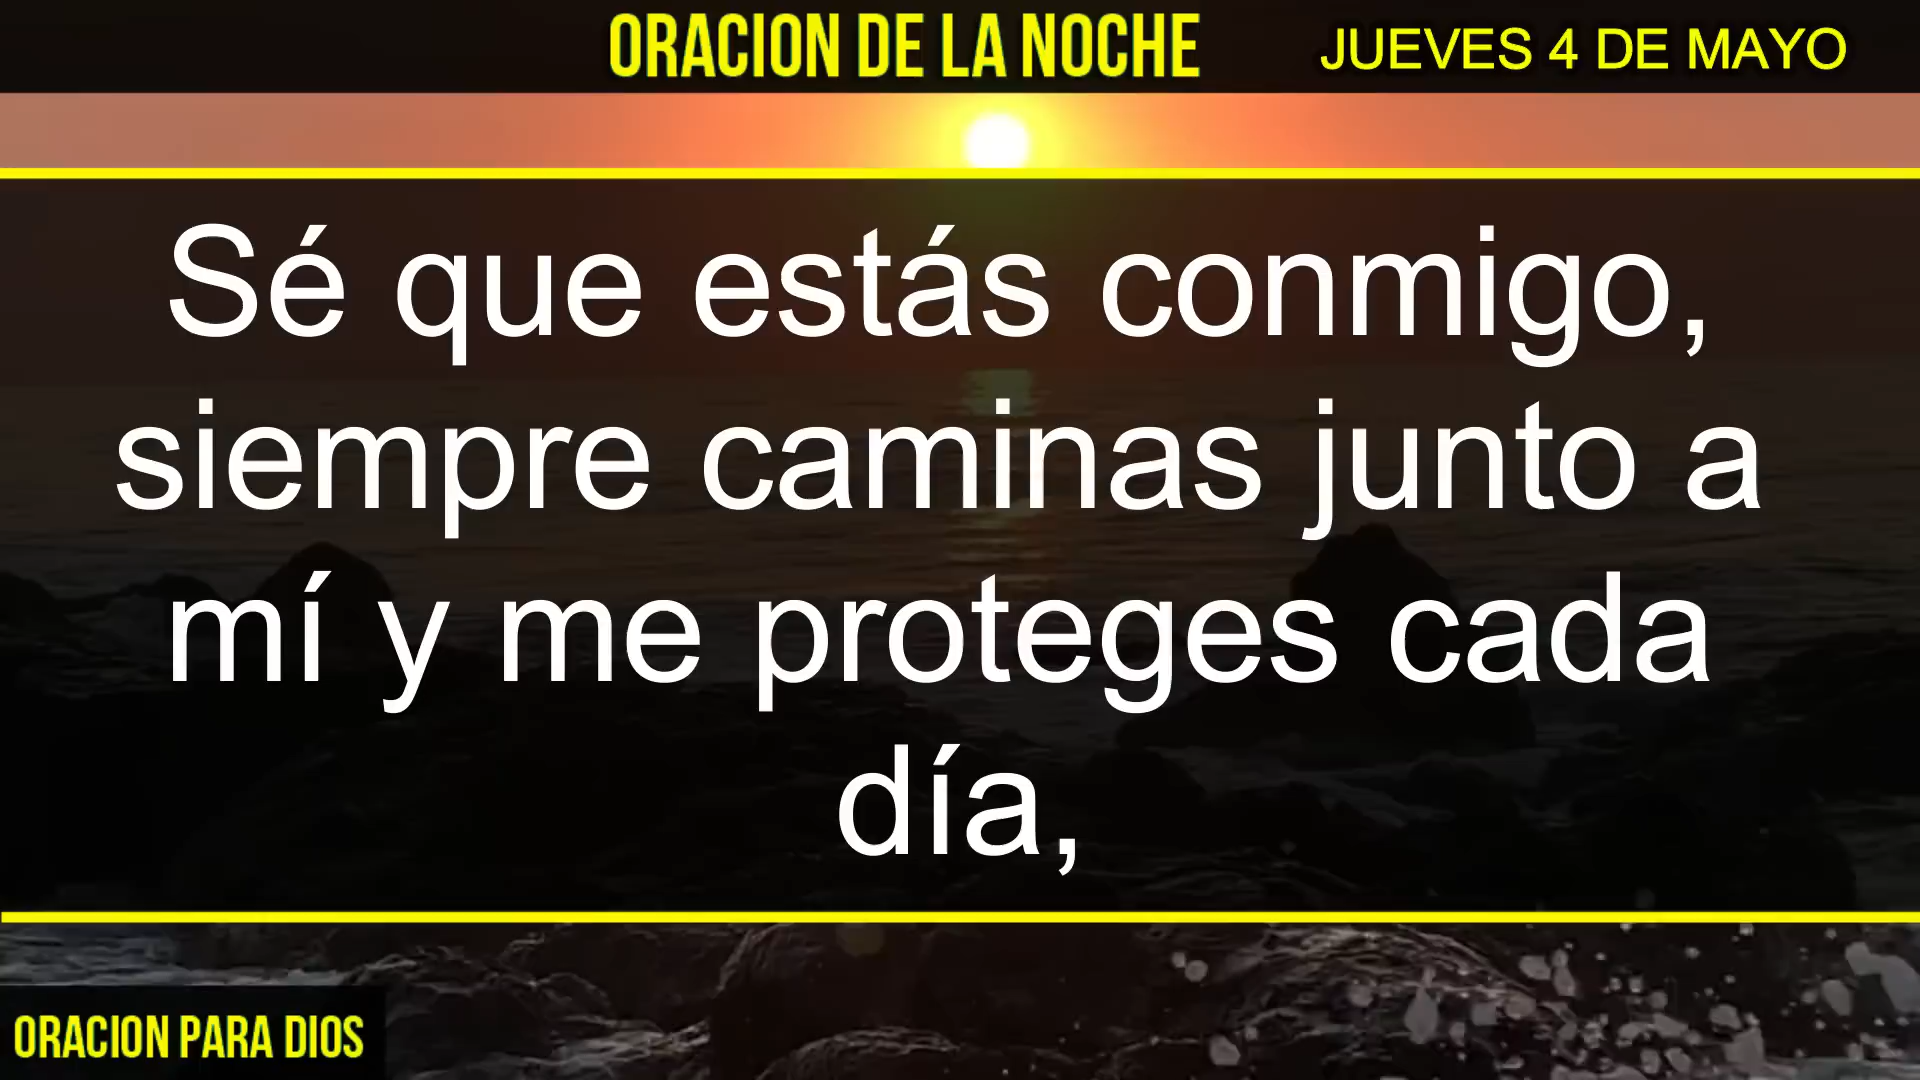 ORACION DE LA NOCHE
JUEVES 4 DE MAYO
Sé que estás conmigo,
siempre caminas junto a
mí y me proteges cada
día,
ORACION PARA DIOS